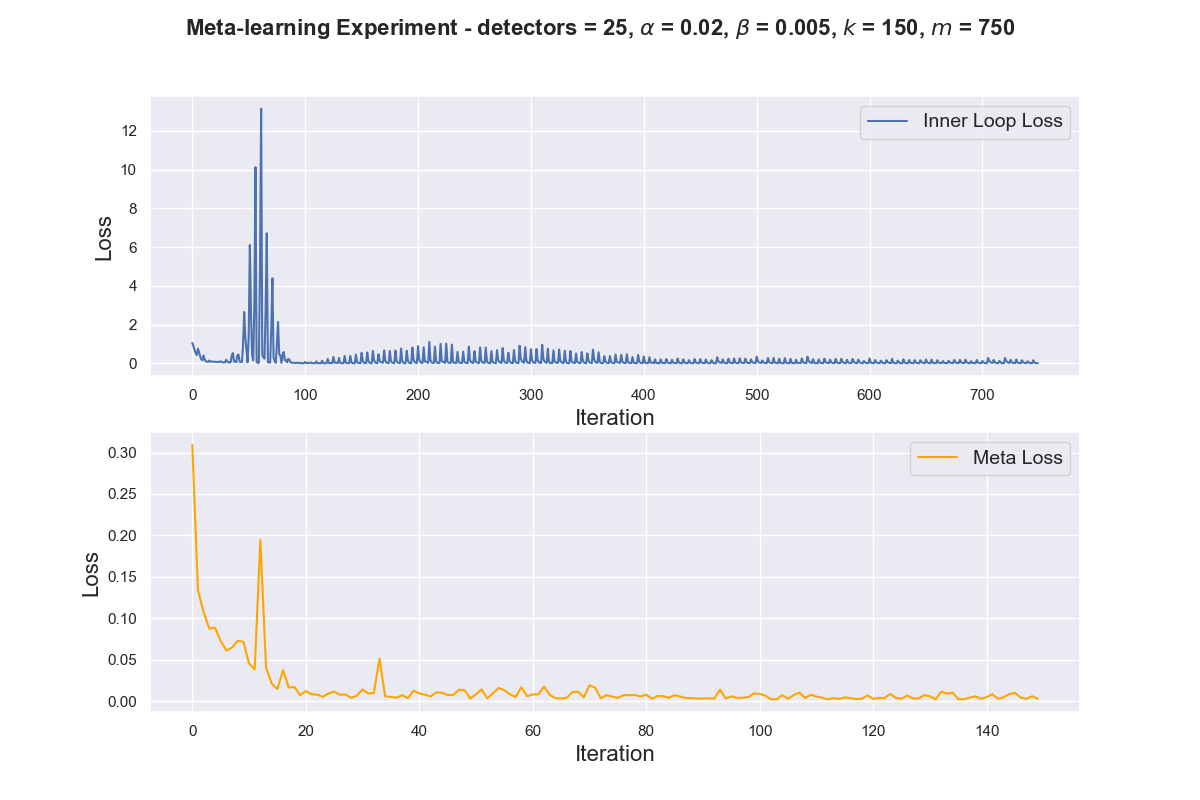 Meta-learning Experiment - detectors = 25, α = 0.02, β = 0.005, k = 150, m = 750
Inner Loop Loss
Loss
12
10
8
6
4
2
0
0 100 200 300 400 500 600 700
Iteration
Meta Loss
Loss
0.30
0.25
0.20
0.15
0.10
0.05
0.00
0 20 40 60 80 100 120 140
Iteration